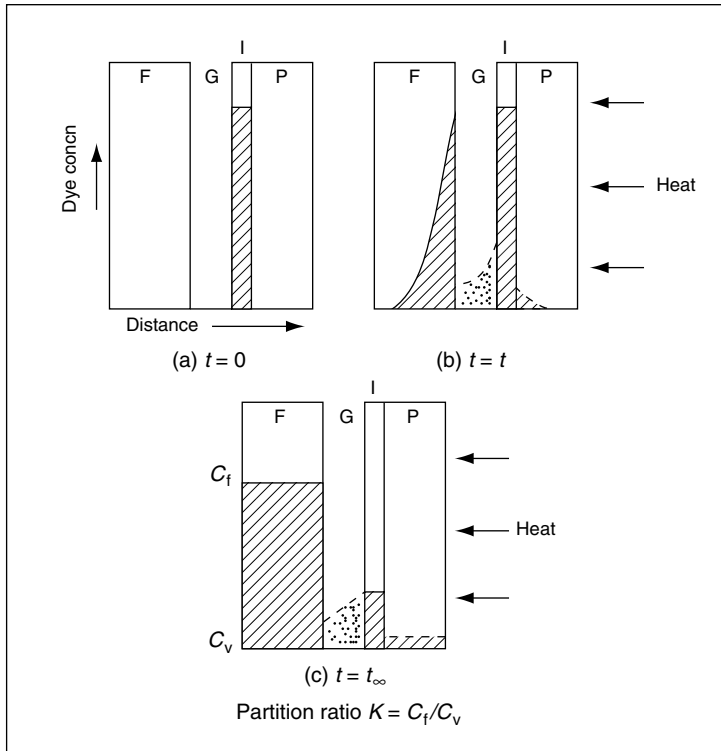 I
F G P
Dye concn
Distance
(a) t = 0
I
F G P
Heat
(b) t = t
I
F G P
Cf
Heat
Cv
(c) t = t∞
Partition ratio K = Cf/Cv